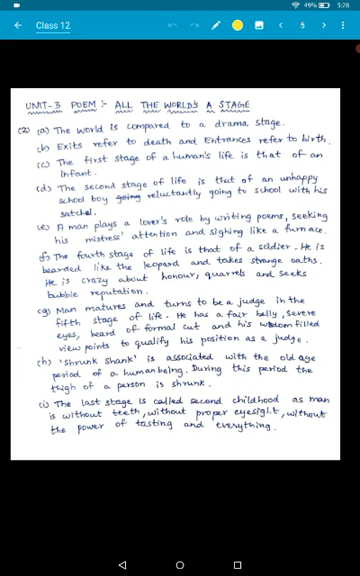 49% 3:28
Class 12
5
UNIT-3 POEM :- ALL THE WORLD'S A STAGE
(2) (a) The world is compared to a drama stage.
(b) Exits refer to death and Entrances refer to birth.
(c) The first stage of a human's life is that of an
Infant.
(d) The second stage of life is that of an unhappy
school boy going reluctantly going to school with his
satchel.
(e) A man plays a lover's role by writing poems, seeking
his mistress' attention and sighing like a furnace.
(f) The fourth stage of life is that of a soldier. He is
bearded like the leopard and takes strange oaths.
He is crazy about honour, quarrels and seeks
bubble reputation.
(g) Man matures and turns to be a judge in the
fifth stage of life. He has a fair belly, severe
eyes, beard of formal cut and his wisdom filled
view points to qualify his position as a judge.
(h) 'Shrunk Shank' is associated with the old age
period of a human being. During this period the
thigh of a person is shrunk.
(i) The last stage is called second childhood as man
is without teeth, without proper eyesight, without
the power of tasting and everything.